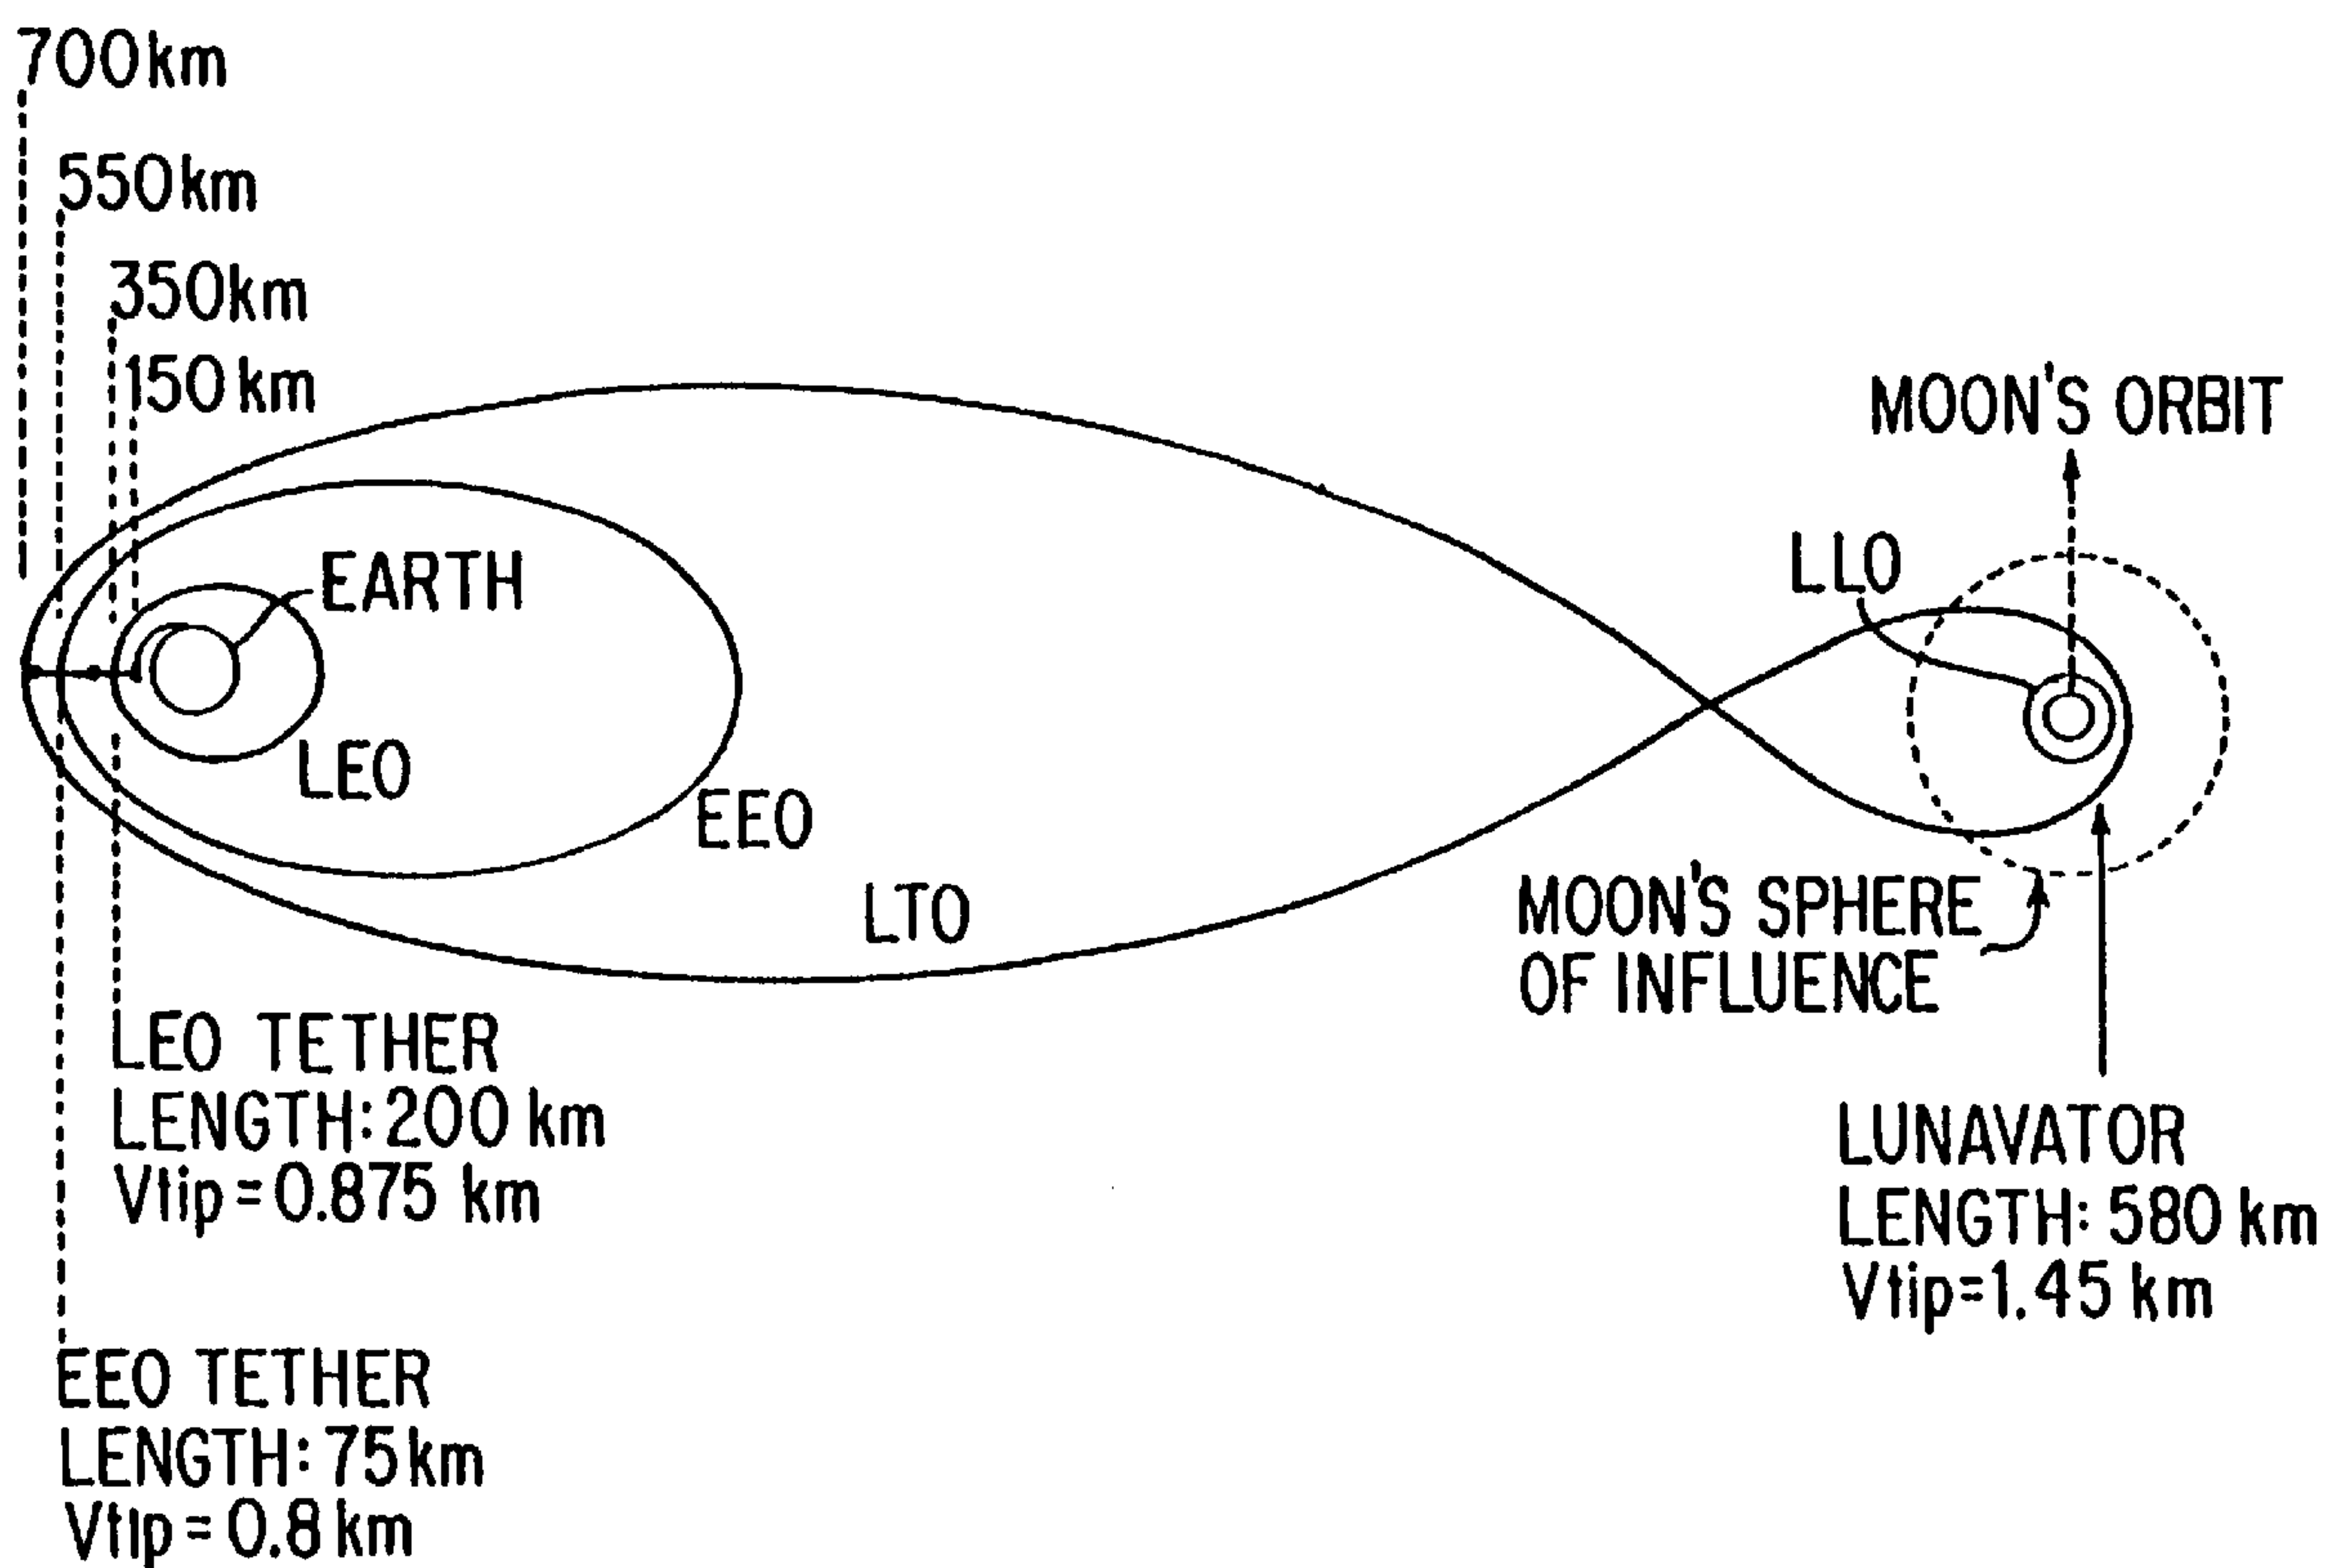 700km
550km
350km
150 km
MOON'S ORBIT
LLO
EARTH
LEO
EEO
LTO
MOON'S SPHERE
OF INFLUENCE
LEO TETHER
LENGTH: 200 km
Vtip = 0.875 km
LUNAVATOR
LENGTH: 580 km
Vtip=1.45 km
EEO TETHER
LENGTH: 75km
Vtip = 0.8 km